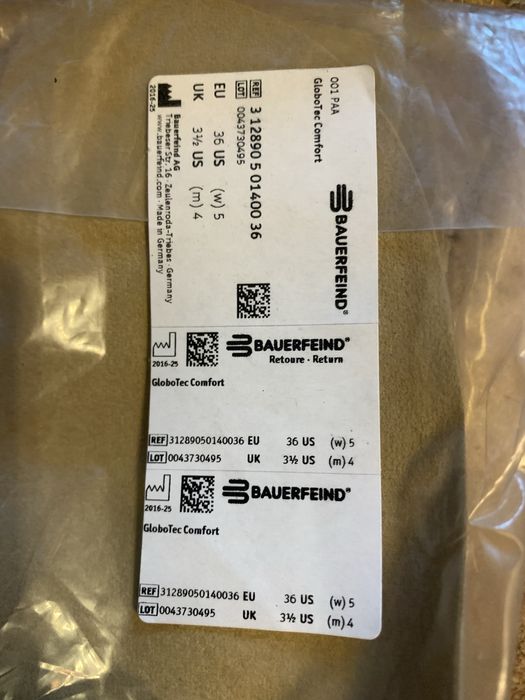 001 PAA
GloboTec Comfort
BAUERFEIND®
REF 3 12890 5 01400 36
LOT 0043730495
EU 36 US (w) 5
UK 3½ US (m) 4
Bauerfeind AG
Triebeser Str. 16 · Zeulenroda-Triebes · Germany
www.bauerfeind.com · Made in Germany
2016-25
BAUERFEIND®
Retoure · Return
2016-25
GloboTec Comfort
REF 31289050140036 EU 36 US (w) 5
LOT 0043730495 UK 3½ US (m) 4
BAUERFEIND®
2016-25
GloboTec Comfort
REF 31289050140036 EU 36 US (w) 5
LOT 0043730495 UK 3½ US (m) 4